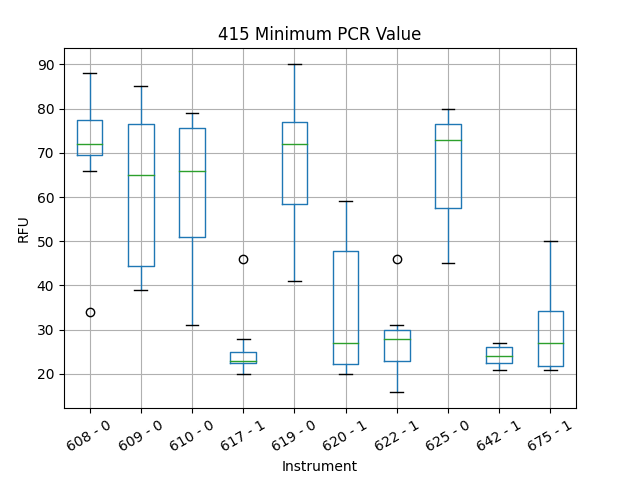 415 Minimum PCR Value
90
80
70
60
50
40
30
20
RFU
608 - 0
609 - 0
610 - 0
617 - 1
619 - 0
620 - 1
622 - 1
625 - 0
642 - 1
675 - 1
Instrument